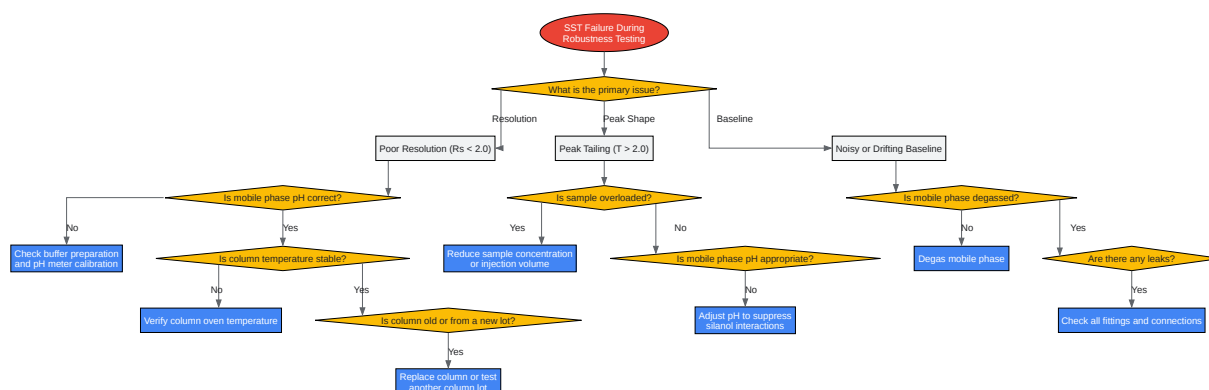 SST Failure During
Robustness Testing
What is the primary issue?
Resolution
Peak Shape
Baseline
Poor Resolution (Rs < 2.0)
Peak Tailing (T > 2.0)
Noisy or Drifting Baseline
Is mobile phase pH correct?
Is sample overloaded?
Is mobile phase degassed?
No
Yes
Yes
No
No
Yes
Check buffer preparation
and pH meter calibration
Is column temperature stable?
Reduce sample concentration
or injection volume
Is mobile phase pH appropriate?
Degas mobile phase
Are there any leaks?
No
Yes
No
Yes
Verify column oven temperature
Is column old or from a new lot?
Adjust pH to suppress
silanol interactions
Check all fittings and connections
Yes
Replace column or test
another column lot